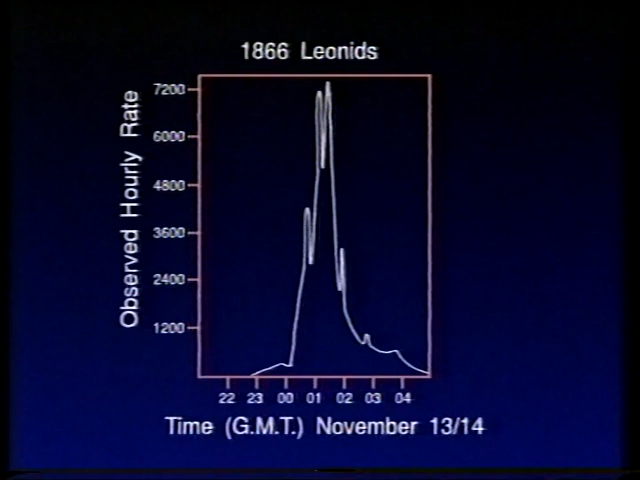 1866 Leonids
Observed Hourly Rate
7200
6000
4800
3600
2400
1200
22 23 00 01 02 03 04
Time (G.M.T.) November 13/14